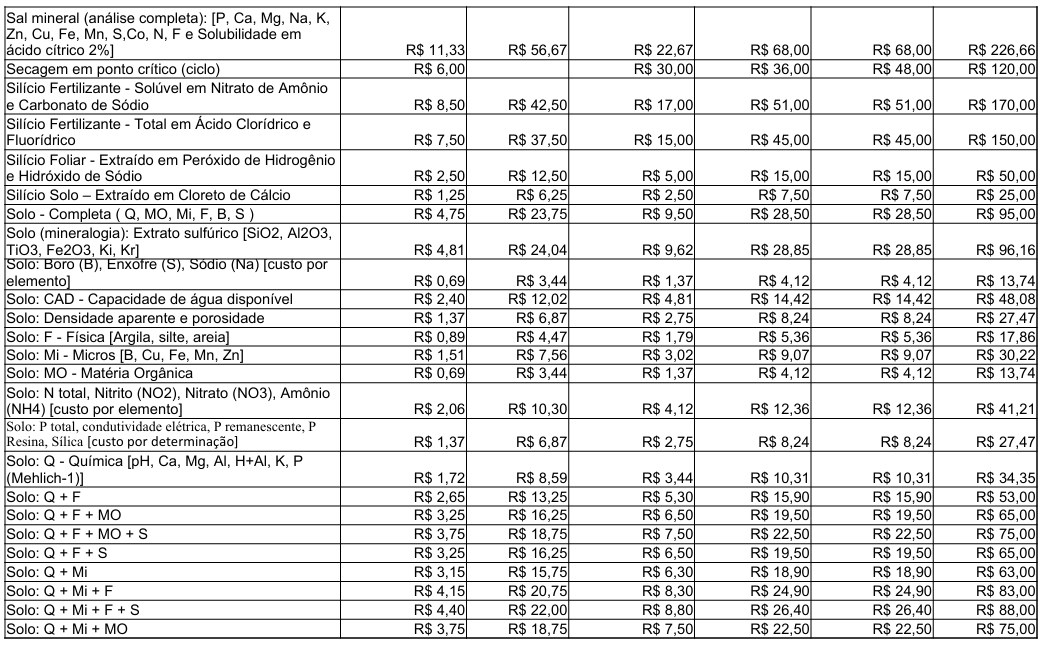 Sal mineral (análise completa): [P, Ca, Mg, Na, K,
Zn, Cu, Fe, Mn, S,Co, N, F e Solubilidade em
ácido cítrico 2%] R$ 11,33 R$ 56,67 R$ 22,67 R$ 68,00 R$ 68,00 R$ 226,66
Secagem em ponto crítico (ciclo) R$ 6,00 R$ 30,00 R$ 36,00 R$ 48,00 R$ 120,00
Silício Fertilizante - Solúvel em Nitrato de Amônio
e Carbonato de Sódio R$ 8,50 R$ 42,50 R$ 17,00 R$ 51,00 R$ 51,00 R$ 170,00
Silício Fertilizante - Total em Ácido Clorídrico e
Fluorídrico R$ 7,50 R$ 37,50 R$ 15,00 R$ 45,00 R$ 45,00 R$ 150,00
Silício Foliar - Extraído em Peróxido de Hidrogênio
e Hidróxido de Sódio R$ 2,50 R$ 12,50 R$ 5,00 R$ 15,00 R$ 15,00 R$ 50,00
Silício Solo – Extraído em Cloreto de Cálcio R$ 1,25 R$ 6,25 R$ 2,50 R$ 7,50 R$ 7,50 R$ 25,00
Solo - Completa ( Q, MO, Mi, F, B, S ) R$ 4,75 R$ 23,75 R$ 9,50 R$ 28,50 R$ 28,50 R$ 95,00
Solo (mineralogia): Extrato sulfúrico [SiO2, Al2O3,
TiO3, Fe2O3, Ki, Kr] R$ 4,81 R$ 24,04 R$ 9,62 R$ 28,85 R$ 28,85 R$ 96,16
Solo: Boro (B), Enxofre (S), Sódio (Na) [custo por
elemento] R$ 0,69 R$ 3,44 R$ 1,37 R$ 4,12 R$ 4,12 R$ 13,74
Solo: CAD - Capacidade de água disponível R$ 2,40 R$ 12,02 R$ 4,81 R$ 14,42 R$ 14,42 R$ 48,08
Solo: Densidade aparente e porosidade R$ 1,37 R$ 6,87 R$ 2,75 R$ 8,24 R$ 8,24 R$ 27,47
Solo: F - Física [Argila, silte, areia] R$ 0,89 R$ 4,47 R$ 1,79 R$ 5,36 R$ 5,36 R$ 17,86
Solo: Mi - Micros [B, Cu, Fe, Mn, Zn] R$ 1,51 R$ 7,56 R$ 3,02 R$ 9,07 R$ 9,07 R$ 30,22
Solo: MO - Matéria Orgânica R$ 0,69 R$ 3,44 R$ 1,37 R$ 4,12 R$ 4,12 R$ 13,74
Solo: N total, Nitrito (NO2), Nitrato (NO3), Amônio
(NH4) [custo por elemento] R$ 2,06 R$ 10,30 R$ 4,12 R$ 12,36 R$ 12,36 R$ 41,21
Solo: P total, condutividade elétrica, P remanescente, P
Resina, Sílica [custo por determinação] R$ 1,37 R$ 6,87 R$ 2,75 R$ 8,24 R$ 8,24 R$ 27,47
Solo: Q - Química [pH, Ca, Mg, Al, H+Al, K, P
(Mehlich-1)] R$ 1,72 R$ 8,59 R$ 3,44 R$ 10,31 R$ 10,31 R$ 34,35
Solo: Q + F R$ 2,65 R$ 13,25 R$ 5,30 R$ 15,90 R$ 15,90 R$ 53,00
Solo: Q + F + MO R$ 3,25 R$ 16,25 R$ 6,50 R$ 19,50 R$ 19,50 R$ 65,00
Solo: Q + F + MO + S R$ 3,75 R$ 18,75 R$ 7,50 R$ 22,50 R$ 22,50 R$ 75,00
Solo: Q + F + S R$ 3,25 R$ 16,25 R$ 6,50 R$ 19,50 R$ 19,50 R$ 65,00
Solo: Q + Mi R$ 3,15 R$ 15,75 R$ 6,30 R$ 18,90 R$ 18,90 R$ 63,00
Solo: Q + Mi + F R$ 4,15 R$ 20,75 R$ 8,30 R$ 24,90 R$ 24,90 R$ 83,00
Solo: Q + Mi + F + S R$ 4,40 R$ 22,00 R$ 8,80 R$ 26,40 R$ 26,40 R$ 88,00
Solo: Q + Mi + MO R$ 3,75 R$ 18,75 R$ 7,50 R$ 22,50 R$ 22,50 R$ 75,00